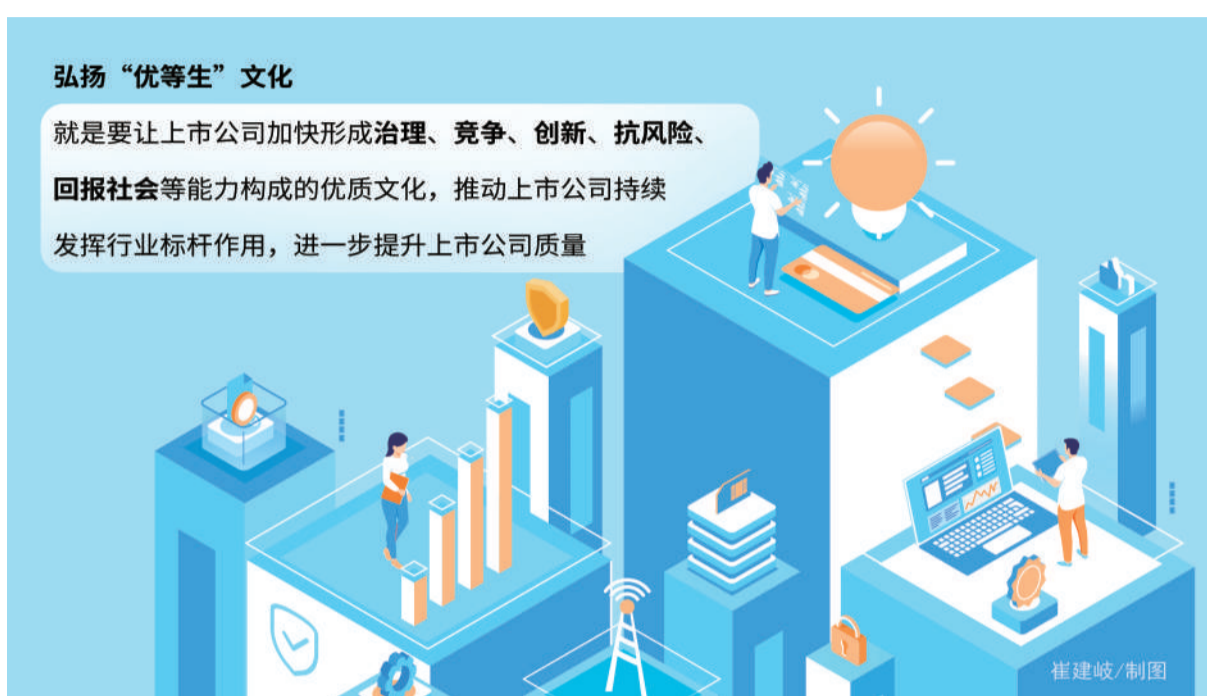 弘扬“优等生”文化
就是要让上市公司加快形成治理、竞争、创新、抗风险、
回报社会等能力构成的优质文化，推动上市公司持续
发挥行业标杆作用，进一步提升上市公司质量
崔建岐/制图